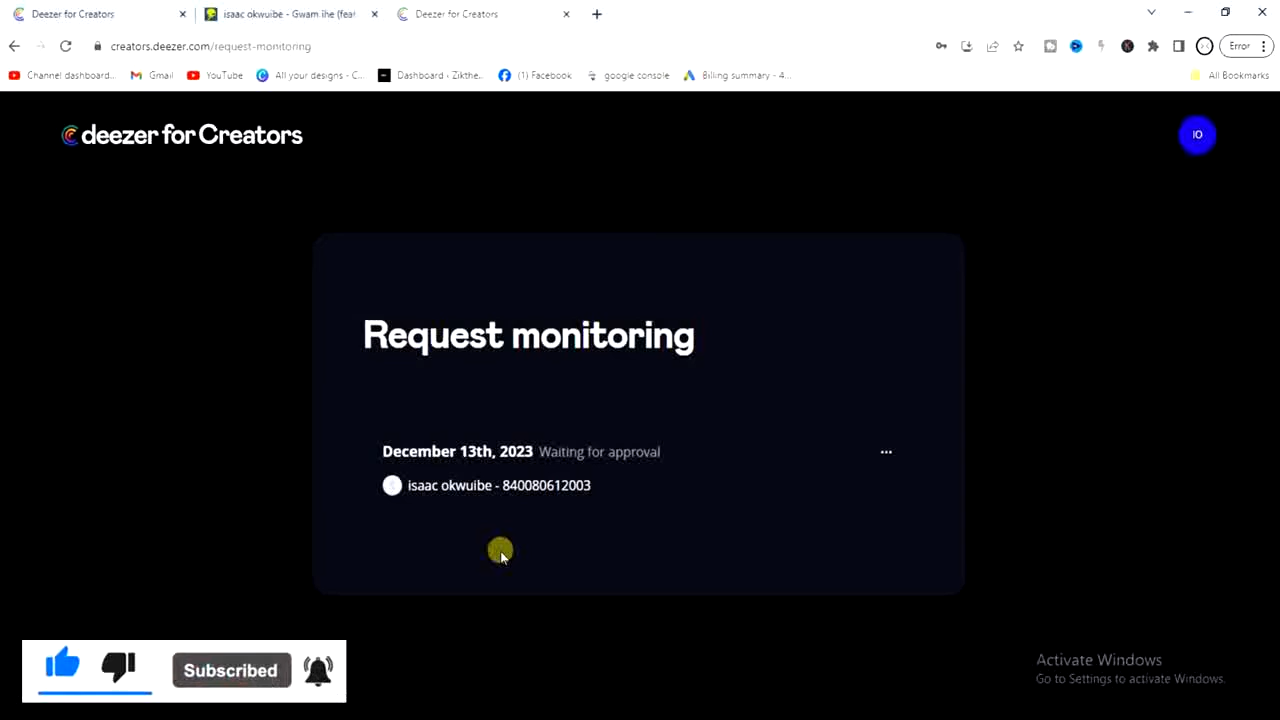 Deezer for Creators
isaac okwuibe - Gwam ihe (feat
Deezer for Creators
creators.deezer.com/request-monitoring
Error
Channel dashboard...
Gmail
YouTube
All your designs - C...
Dashboard ‹ Zikthe...
(1) Facebook
google console
Billing summary - 4...
All Bookmarks
deezer for Creators
IO
Request monitoring
December 13th, 2023 Waiting for approval
isaac okwuibe - 840080612003
Subscribed
Activate Windows
Go to Settings to activate Windows.